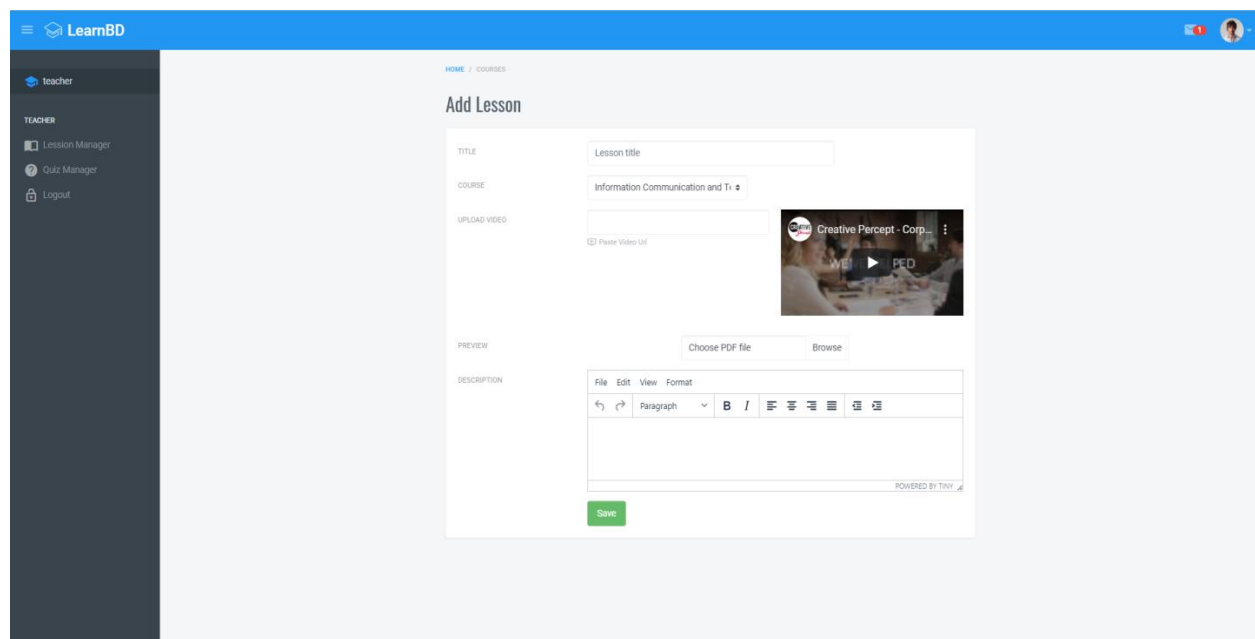 LearnBD
1
teacher
TEACHER
Lession Manager
Quiz Manager
Logout
HOME / COURSES
Add Lesson
TITLE
Lesson title
COURSE
Information Communication and T
UPLOAD VIDEO
Paste Video Url
Creative Percept - Corp...
PREVIEW
Choose PDF file
Browse
DESCRIPTION
File Edit View Format
Paragraph
B I
POWERED BY TINY
Save